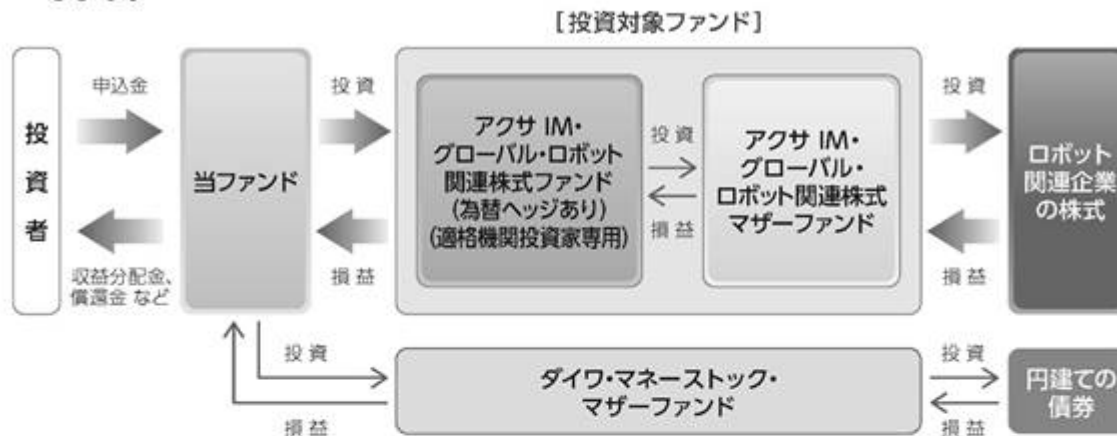 [投資対象ファンド]
投資者
申込金
収益分配金、
償還金 など
当ファンド
投資
損益
アクサ IM・
グローバル・ロボット
関連株式ファンド
(為替ヘッジあり)
(適格機関投資家専用)
投資
損益
アクサ IM・
グローバル・
ロボット関連株式
マザーファンド
投資
損益
ロボット
関連企業
の株式
投資
損益
ダイワ・マネーストック・
マザーファンド
投資
損益
円建ての
債券